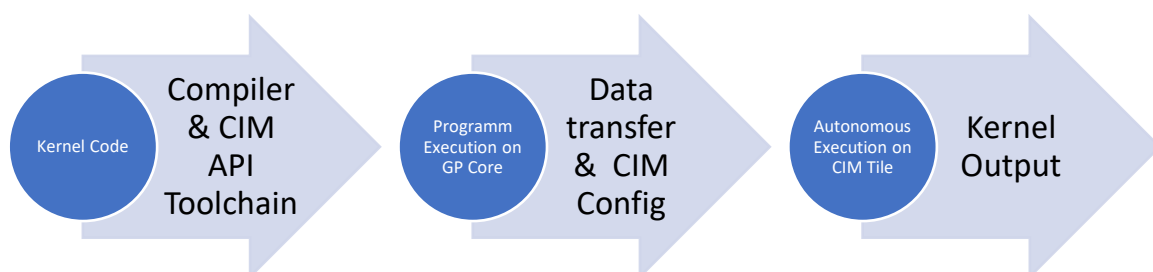 Kernel Code
Compiler
& CIM
API
Toolchain
Programm
Execution on
GP Core
Data
transfer
& CIM
Config
Autonomous
Execution on
CIM Tile
Kernel
Output